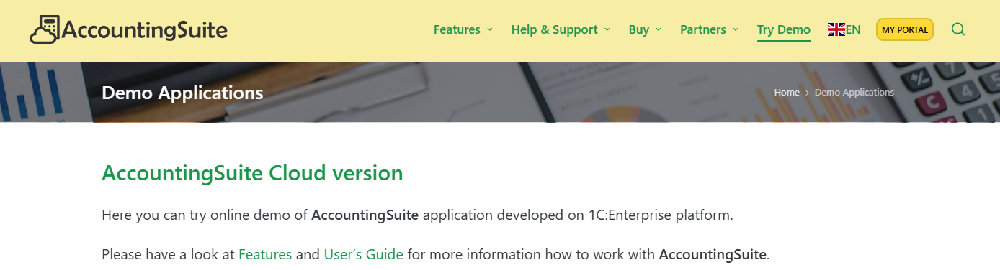 AccountingSuite
Features Help & Support Buy Partners Try Demo EN MY PORTAL
Demo Applications
Home > Demo Applications
AccountingSuite Cloud version
Here you can try online demo of AccountingSuite application developed on 1C:Enterprise platform.
Please have a look at Features and User’s Guide for more information how to work with AccountingSuite.